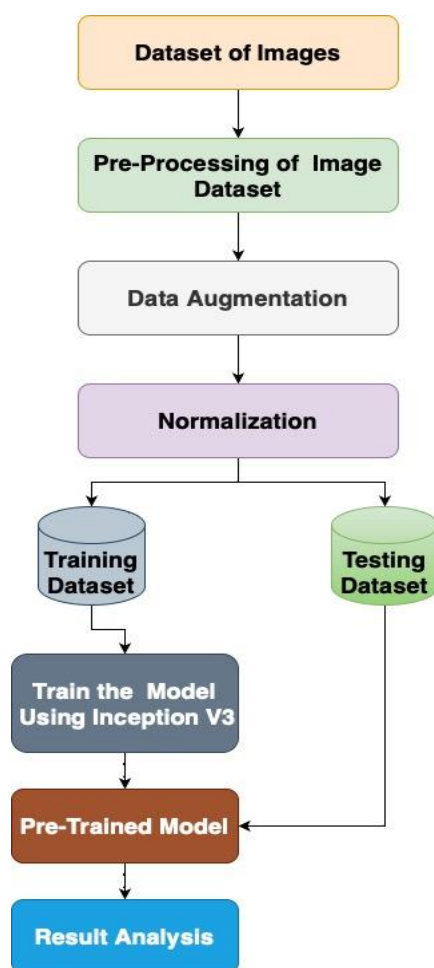 Dataset of Images
Pre-Processing of Image
Dataset
Data Augmentation
Normalization
Training
Dataset
Testing
Dataset
Train the Model
Using Inception V3
Pre-Trained Model
Result Analysis